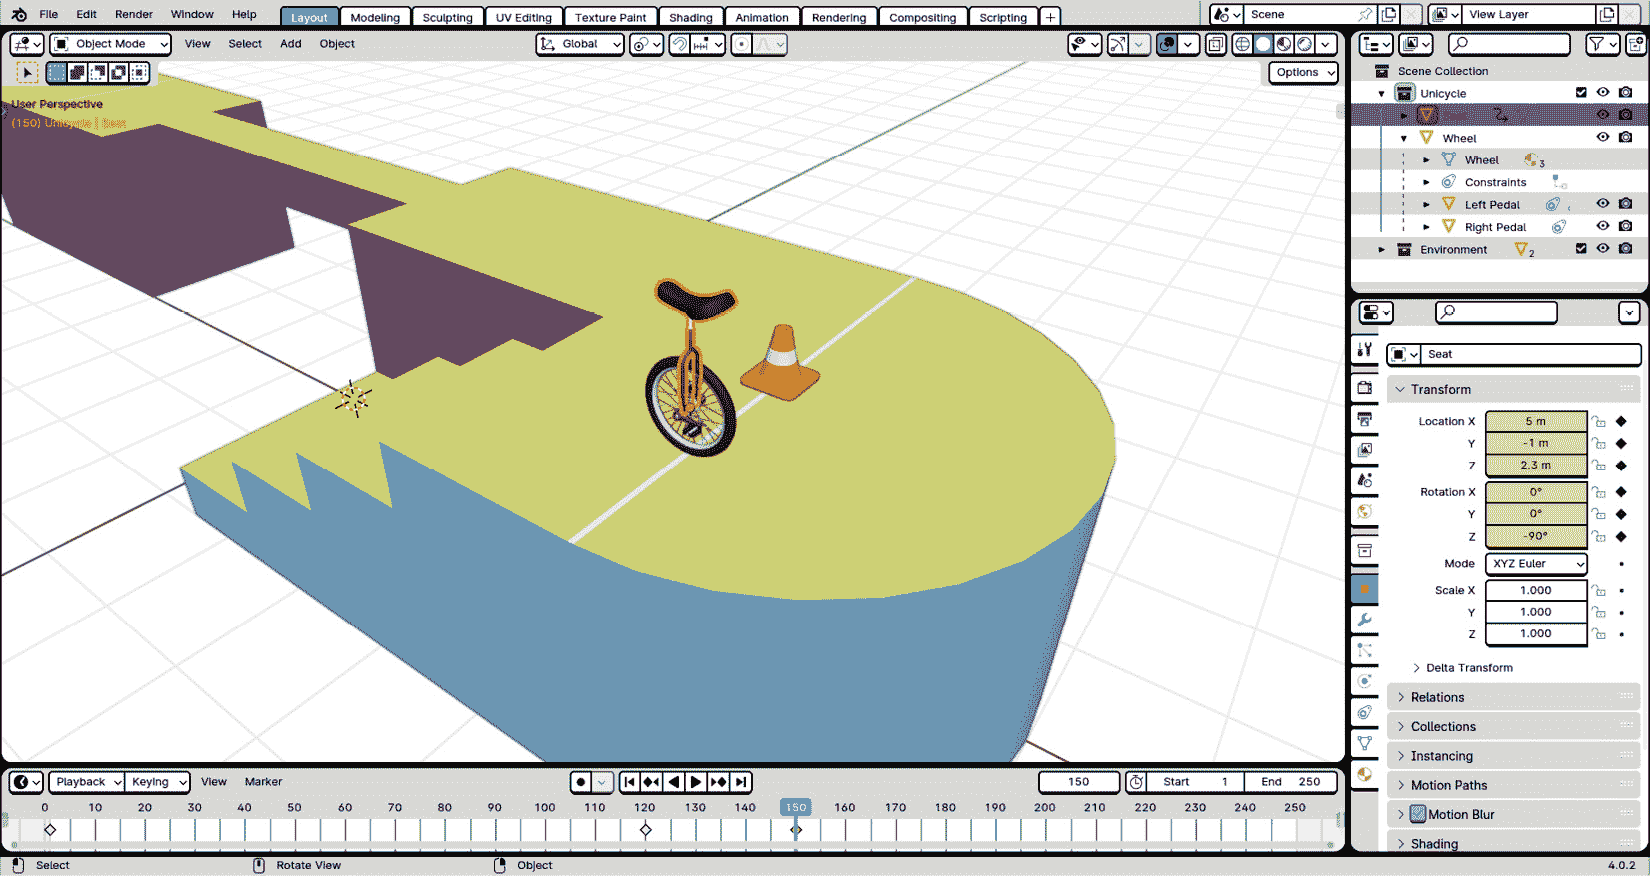 File Edit Render Window Help Layout Modeling Sculpting UV Editing Texture Paint Shading Animation Rendering Compositing Scripting + Scene View Layer
Object Mode View Select Add Object Global
Options
User Perspective
(150) Unicycle | Seat
Scene Collection
Unicycle
Wheel
Wheel 3
Constraints
Left Pedal
Right Pedal
Environment 2
Seat
Transform
Location X 5 m
Y -1 m
Z 2.3 m
Rotation X 0°
Y 0°
Z -90°
Mode XYZ Euler
Scale X 1.000
Y 1.000
Z 1.000
Delta Transform
Relations
Collections
Instancing
Motion Paths
Motion Blur
Shading
Playback Keying View Marker 150 Start 1 End 250
0 10 20 30 40 50 60 70 80 90 100 110 120 130 140 150 160 170 180 190 200 210 220 230 240 250
Select Rotate View Object 4.0.2